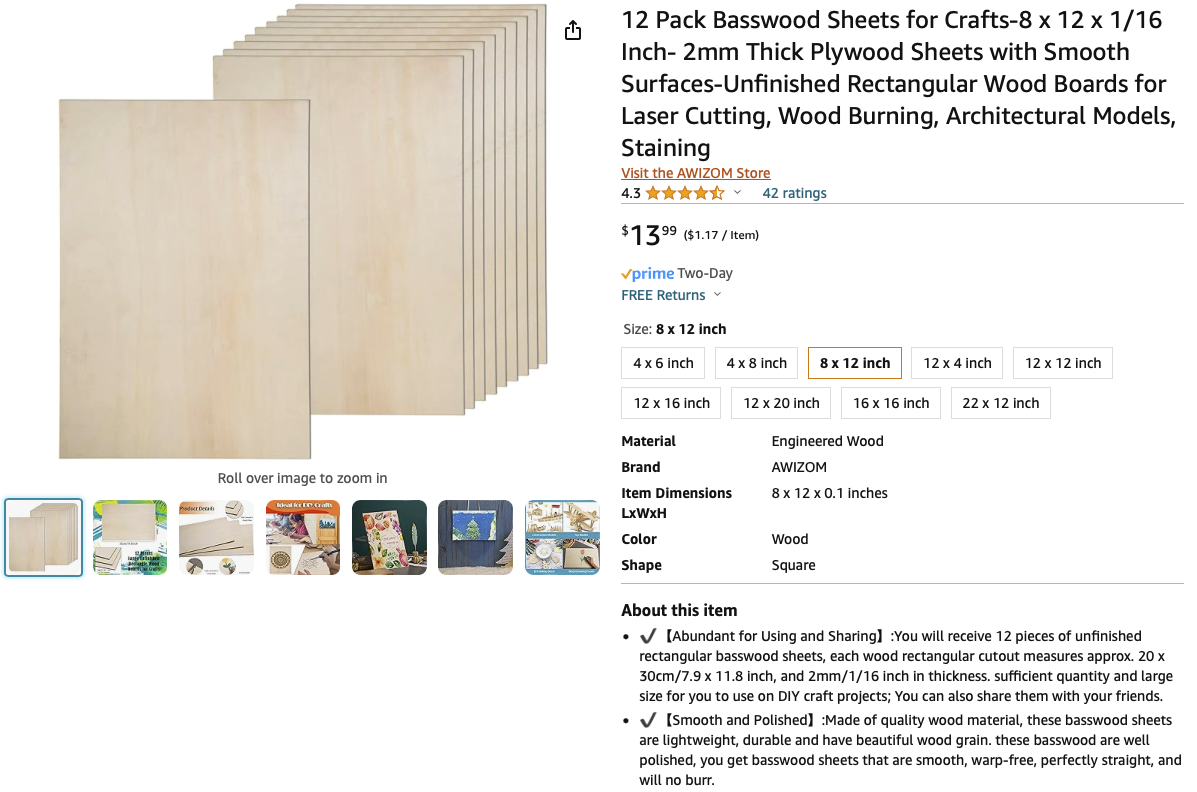 12 Pack Basswood Sheets for Crafts-8 x 12 x 1/16
Inch- 2mm Thick Plywood Sheets with Smooth
Surfaces-Unfinished Rectangular Wood Boards for
Laser Cutting, Wood Burning, Architectural Models,
Staining
Visit the AWIZOM Store
4.3 42 ratings
$13.99 ($1.17 / Item)
prime Two-Day
FREE Returns
Size: 8 x 12 inch
4 x 6 inch 4 x 8 inch 8 x 12 inch 12 x 4 inch 12 x 12 inch
12 x 16 inch 12 x 20 inch 16 x 16 inch 22 x 12 inch
Material Engineered Wood
Brand AWIZOM
Item Dimensions 8 x 12 x 0.1 inches
LxWxH
Color Wood
Shape Square
About this item
• ✔【Abundant for Using and Sharing】:You will receive 12 pieces of unfinished
rectangular basswood sheets, each wood rectangular cutout measures approx. 20 x
30cm/7.9 x 11.8 inch, and 2mm/1/16 inch in thickness. sufficient quantity and large
size for you to use on DIY craft projects; You can also share them with your friends.
• ✔【Smooth and Polished】:Made of quality wood material, these basswood sheets
are lightweight, durable and have beautiful wood grain. these basswood are well
polished, you get basswood sheets that are smooth, warp-free, perfectly straight, and
will no burr.
Roll over image to zoom in
Product Details
Ideal for DIY Crafts